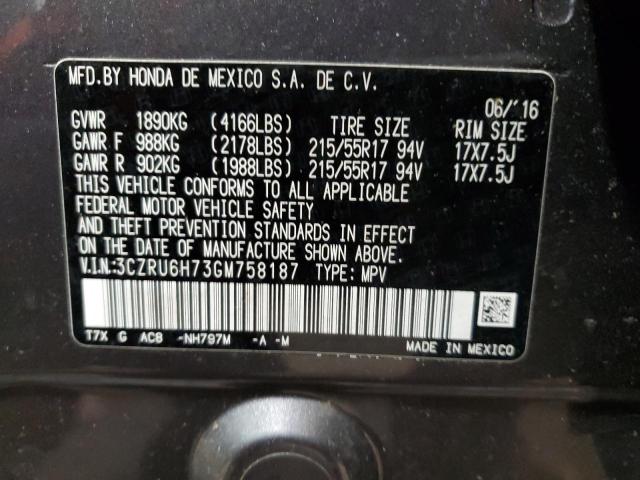 MFD.BY HONDA DE MEXICO S.A. DE C.V.
06/'16
GVWR 1890KG (4166LBS) TIRE SIZE RIM SIZE
GAWR F 988KG (2178LBS) 215/55R17 94V 17X7.5J
GAWR R 902KG (1988LBS) 215/55R17 94V 17X7.5J
THIS VEHICLE CONFORMS TO ALL APPLICABLE
FEDERAL MOTOR VEHICLE SAFETY
AND THEFT PREVENTION STANDARDS IN EFFECT
ON THE DATE OF MANUFACTURE SHOWN ABOVE.
V.I.N.:3CZRU6H73GM758187 TYPE: MPV
T7X G AC8 -NH797M -A -M
MADE IN MEXICO